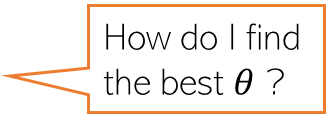 How do I find
the best θ ?